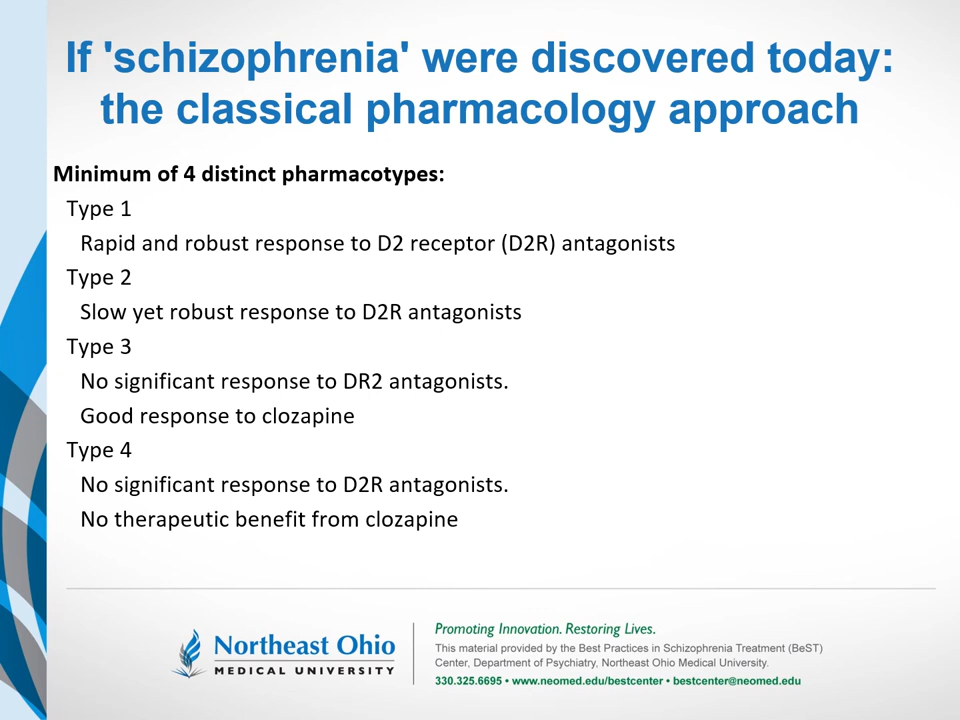 If 'schizophrenia' were discovered today:
the classical pharmacology approach
Minimum of 4 distinct pharmacotypes:
Type 1
Rapid and robust response to D2 receptor (D2R) antagonists
Type 2
Slow yet robust response to D2R antagonists
Type 3
No significant response to DR2 antagonists.
Good response to clozapine
Type 4
No significant response to D2R antagonists.
No therapeutic benefit from clozapine
Northeast Ohio
MEDICAL UNIVERSITY
Promoting Innovation. Restoring Lives.
This material provided by the Best Practices in Schizophrenia Treatment (BeST)
Center, Department of Psychiatry, Northeast Ohio Medical University.
330.325.6695 • www.neomed.edu/bestcenter • bestcenter@neomed.edu